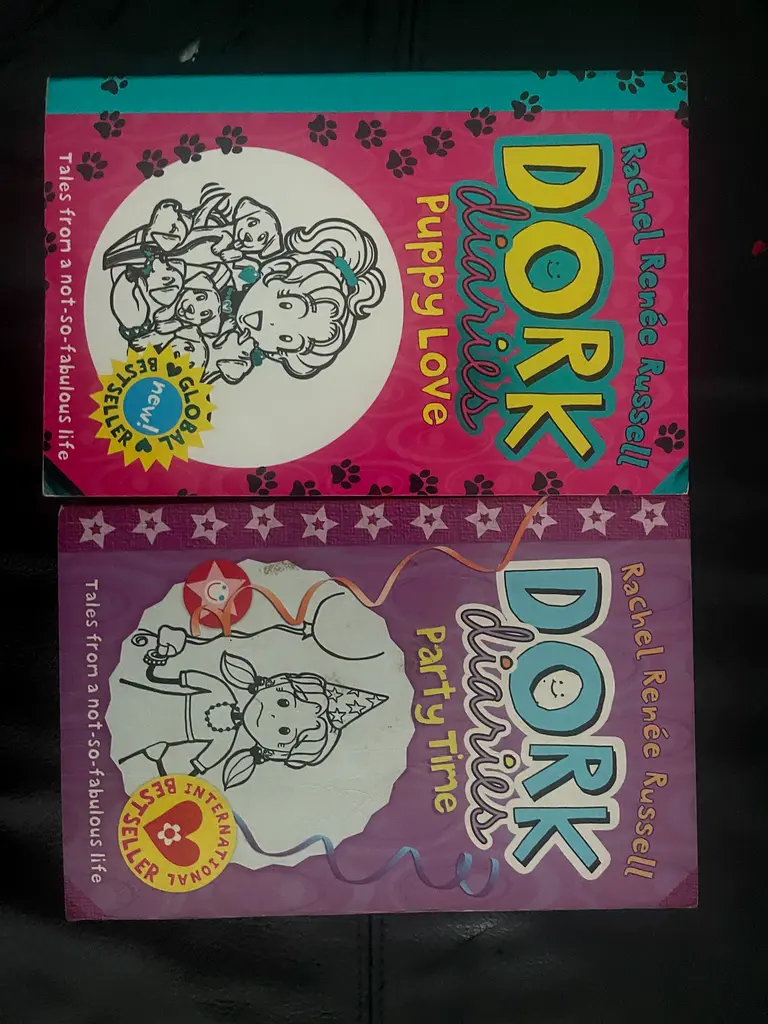 Rachel Renée Russell
DORK
diaries
Puppy Love
GLOBAL
new!
BESTSELLER
Tales from a not-so-fabulous life
Rachel Renée Russell
DORK
diaries
Party Time
INTERNATIONAL
BESTSELLER
Tales from a not-so-fabulous life